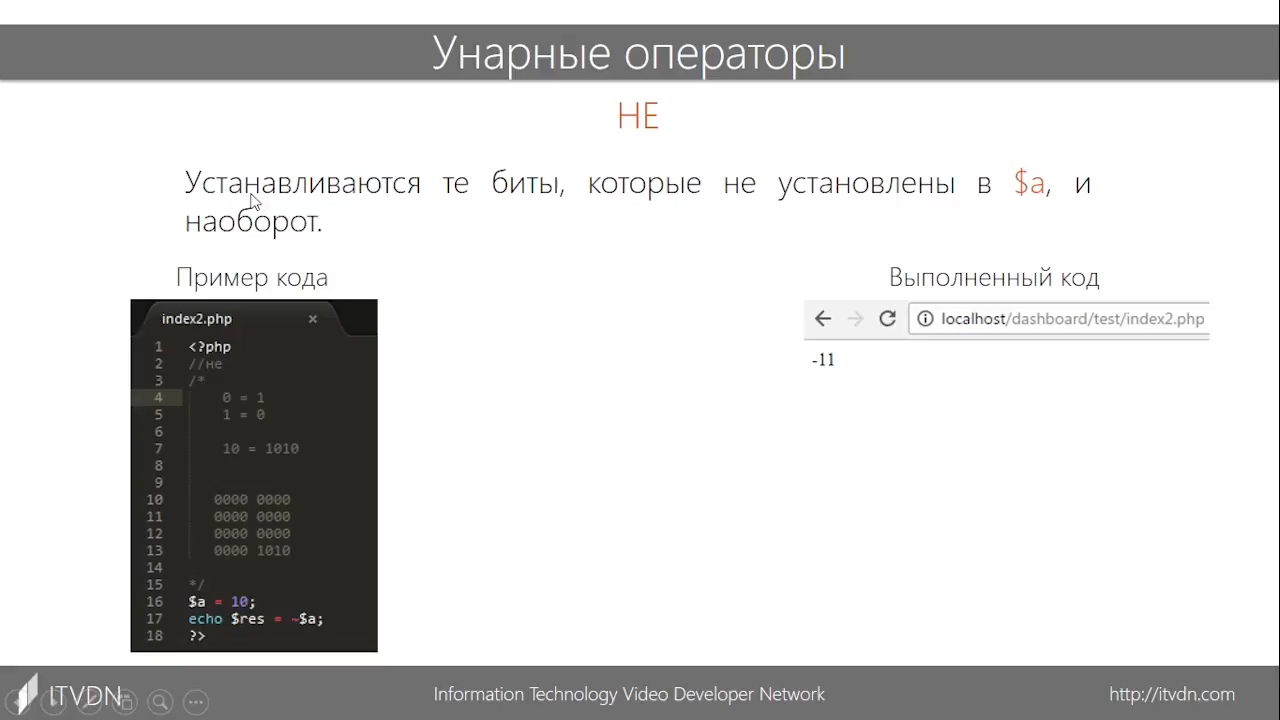 Унарные операторы
НЕ
Устанавливаются те биты, которые не установлены в $a, и
наоборот.
Пример кода
Выполненный код
index2.php ×
1 <?php
2 //не
3 /*
4 0 = 1
5 1 = 0
6
7 10 = 1010
8
9
10 0000 0000
11 0000 0000
12 0000 0000
13 0000 1010
14
15 */
16 $a = 10;
17 echo $res = ~$a;
18 ?>
localhost/dashboard/test/index2.php
-11
ITVDN
Information Technology Video Developer Network
http://itvdn.com